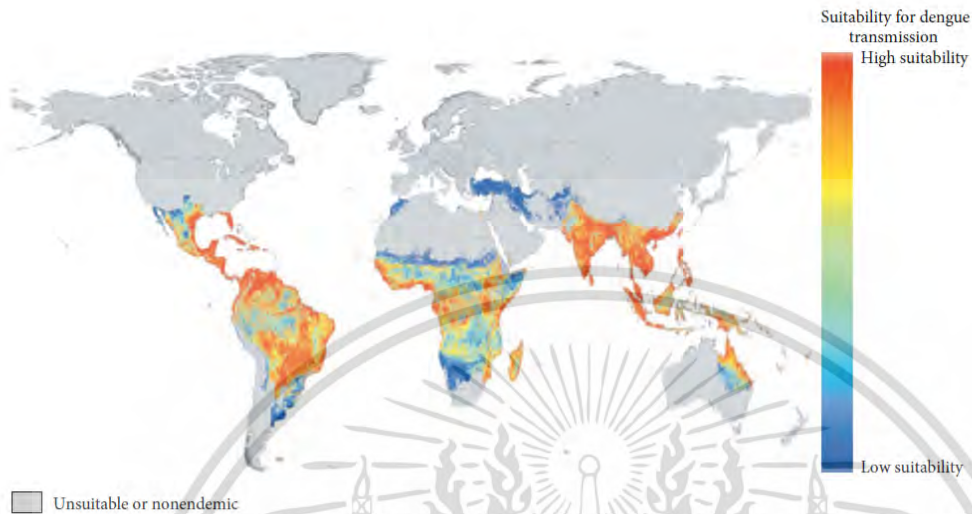 Suitability for dengue
transmission
High suitability
Low suitability
Unsuitable or nonendemic